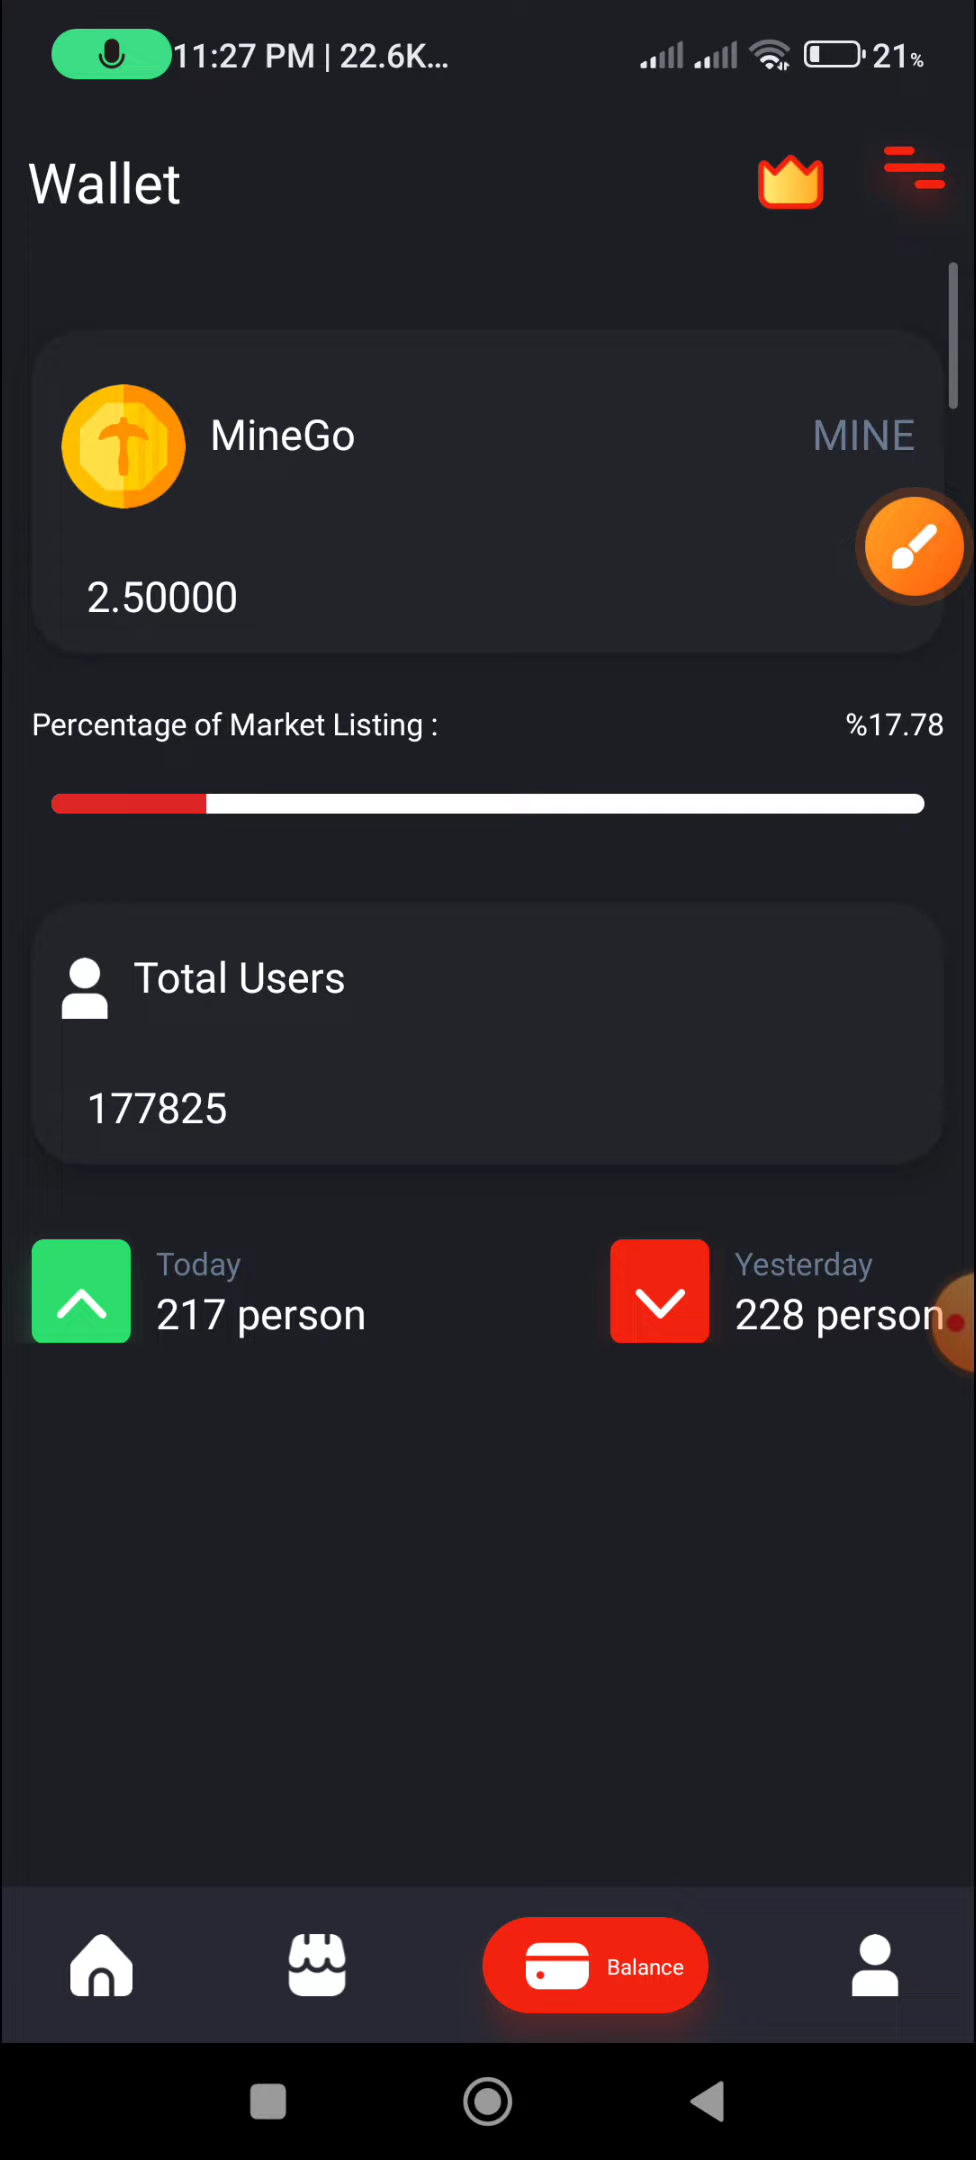 11:27 PM | 22.6K...
21%
Wallet
MineGo
MINE
2.50000
Percentage of Market Listing :
%17.78
Total Users
177825
Today
Yesterday
217 person
228 person
Balance